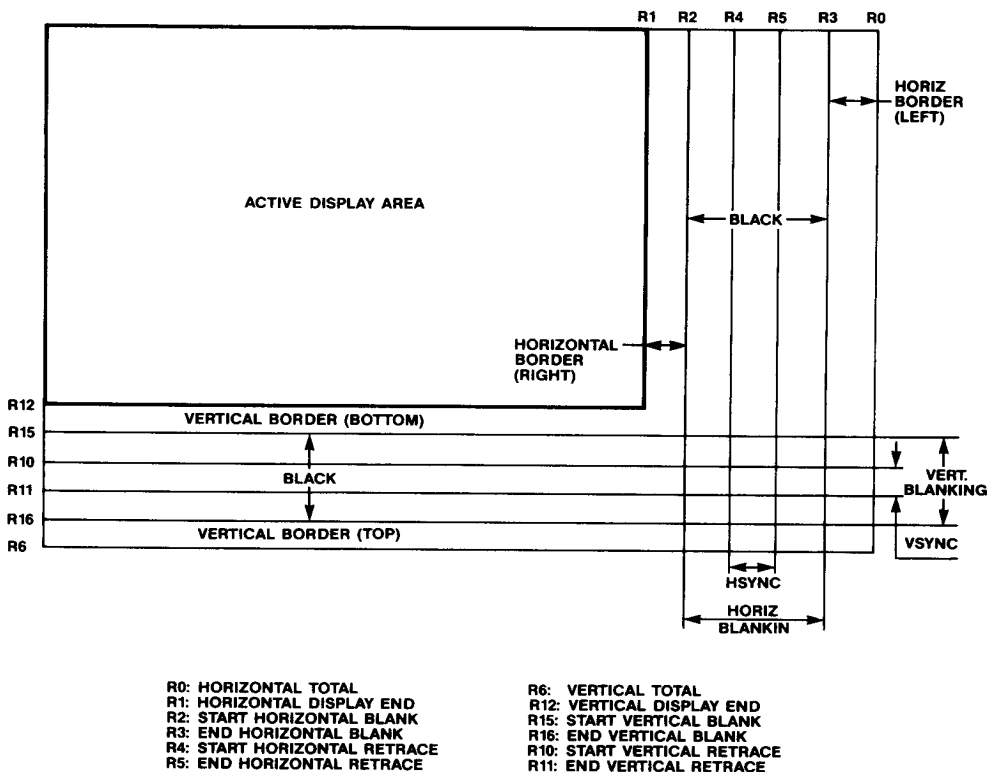 R1 R2 R4 R5 R3 R0
HORIZ
BORDER
(LEFT)
ACTIVE DISPLAY AREA
BLACK
HORIZONTAL
BORDER
(RIGHT)
R12
VERTICAL BORDER (BOTTOM)
R15
R10
BLACK
VERT.
BLANKING
R11
R16
VERTICAL BORDER (TOP)
VSYNC
R6
HSYNC
HORIZ
BLANKIN
R0: HORIZONTAL TOTAL
R1: HORIZONTAL DISPLAY END
R2: START HORIZONTAL BLANK
R3: END HORIZONTAL BLANK
R4: START HORIZONTAL RETRACE
R5: END HORIZONTAL RETRACE
R6: VERTICAL TOTAL
R12: VERTICAL DISPLAY END
R15: START VERTICAL BLANK
R16: END VERTICAL BLANK
R10: START VERTICAL RETRACE
R11: END VERTICAL RETRACE